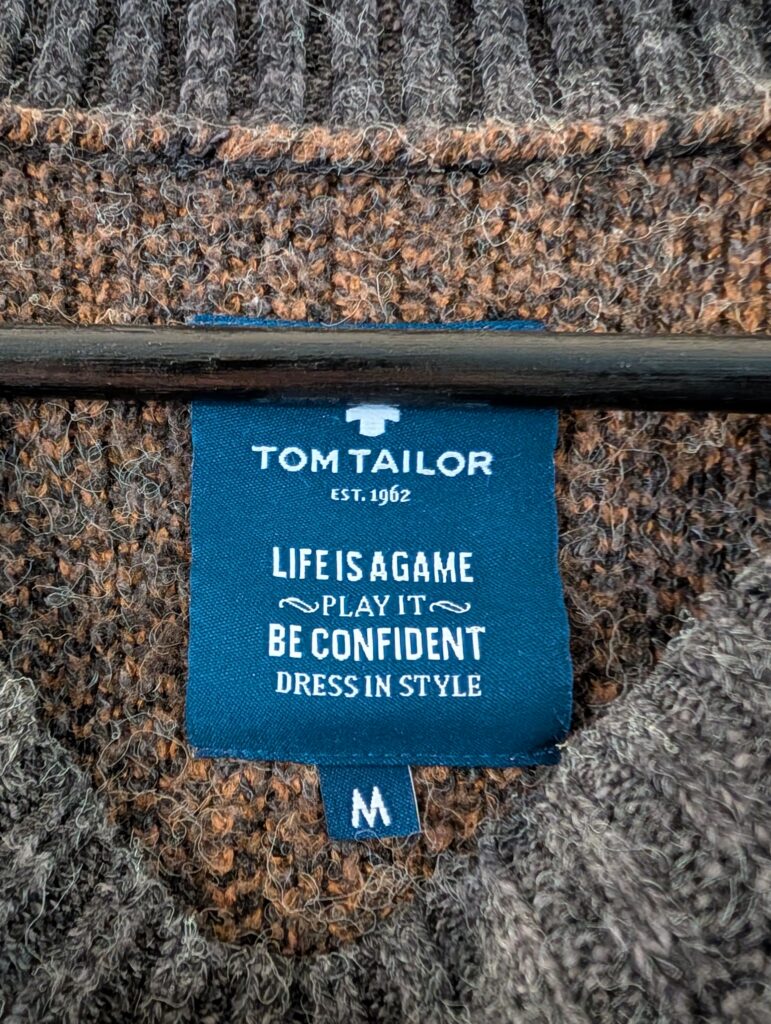 TOM TAILOR
EST. 1962
LIFE IS A GAME
PLAY IT
BE CONFIDENT
DRESS IN STYLE
M